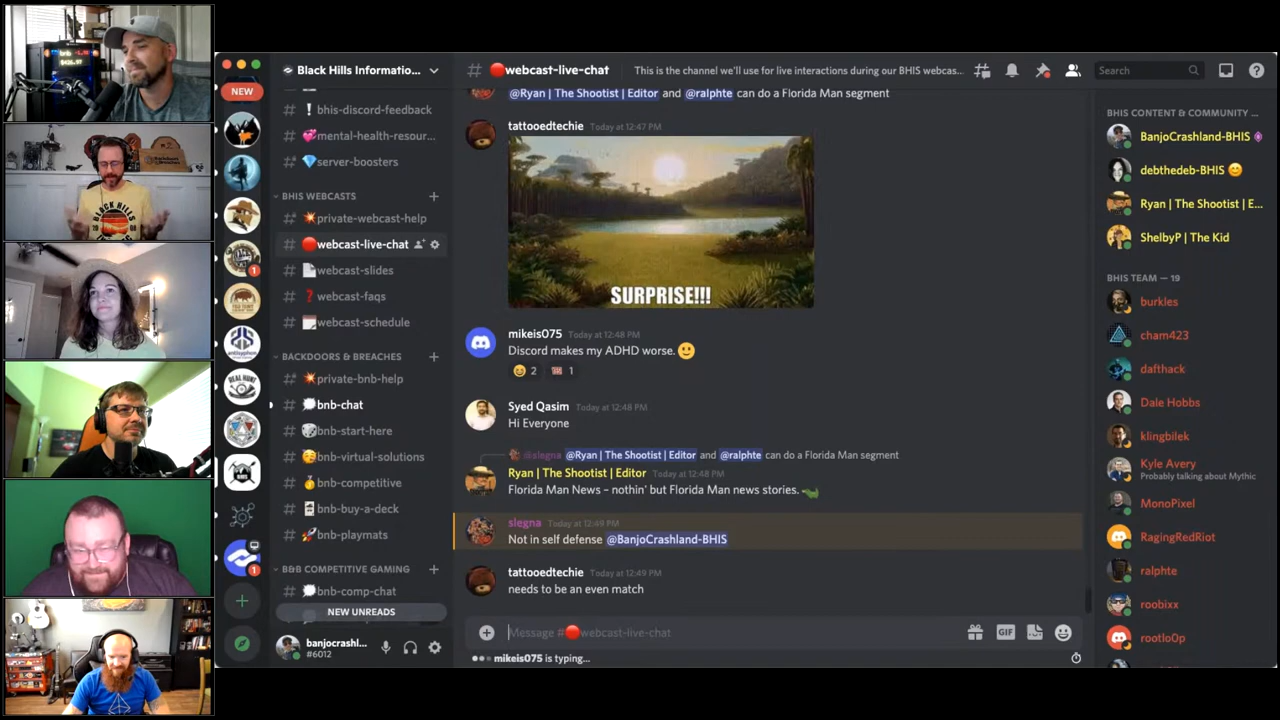 BLACK HILLS
NEW
Black Hills Informatio...
bhis-discord-feedback
mental-health-resour...
server-boosters
BHIS WEBCASTS
private-webcast-help
webcast-live-chat
webcast-slides
webcast-faqs
webcast-schedule
BACKDOORS & BREACHES
private-bnb-help
bnb-chat
bnb-start-here
bnb-virtual-solutions
bnb-competitive
bnb-buy-a-deck
bnb-playmats
B&B COMPETITIVE GAMING
bnb-comp-chat
NEW UNREADS
banjocrashl...
#6012
REAL HUNT
antisyphon
BHIS
1
1
# webcast-live-chat
This is the channel we'll use for live interactions during our BHIS webcas...
Search
@Ryan | The Shootist | Editor and @ralphte can do a Florida Man segment
tattooedtechie Today at 12:47 PM
SURPRISE!!!
mikeis075 Today at 12:48 PM
Discord makes my ADHD worse.
2 1
Syed Qasim Today at 12:48 PM
Hi Everyone
@slegna @Ryan | The Shootist | Editor and @ralphte can do a Florida Man segment
Ryan | The Shootist | Editor Today at 12:48 PM
Florida Man News – nothin' but Florida Man news stories.
slegna Today at 12:49 PM
Not in self defense @BanjoCrashland-BHIS
tattooedtechie Today at 12:49 PM
needs to be an even match
Message #webcast-live-chat
GIF
mikeis075 is typing...
BHIS CONTENT & COMMUNITY ...
BanjoCrashland-BHIS
debthedeb-BHIS
Ryan | The Shootist | E...
ShelbyP | The Kid
BHIS TEAM — 19
burkles
cham423
dafthack
Dale Hobbs
klingbilek
Kyle Avery
Probably talking about Mythic
MonoPixel
RagingRedRiot
ralphte
roobixx
rootlo0p